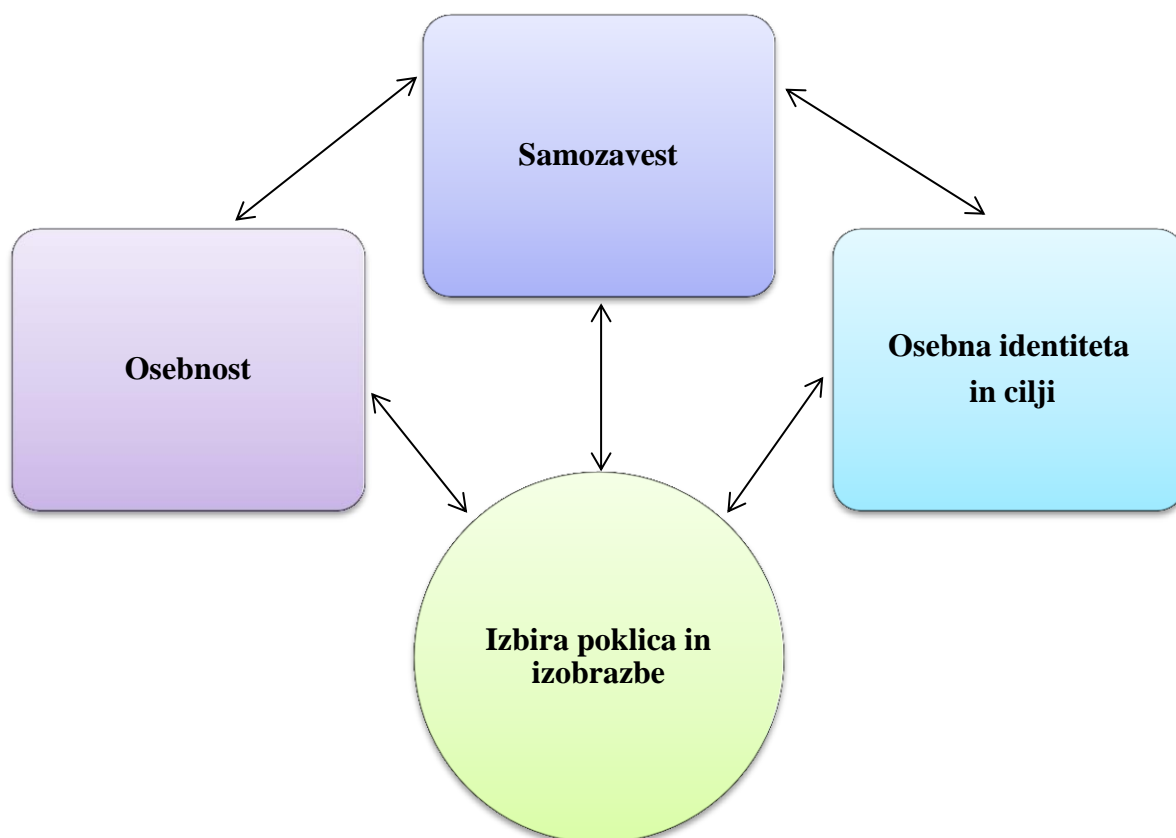 Samozavest
Osebnost
Osebna identiteta
in cilji
Izbira poklica in
izobrazbe